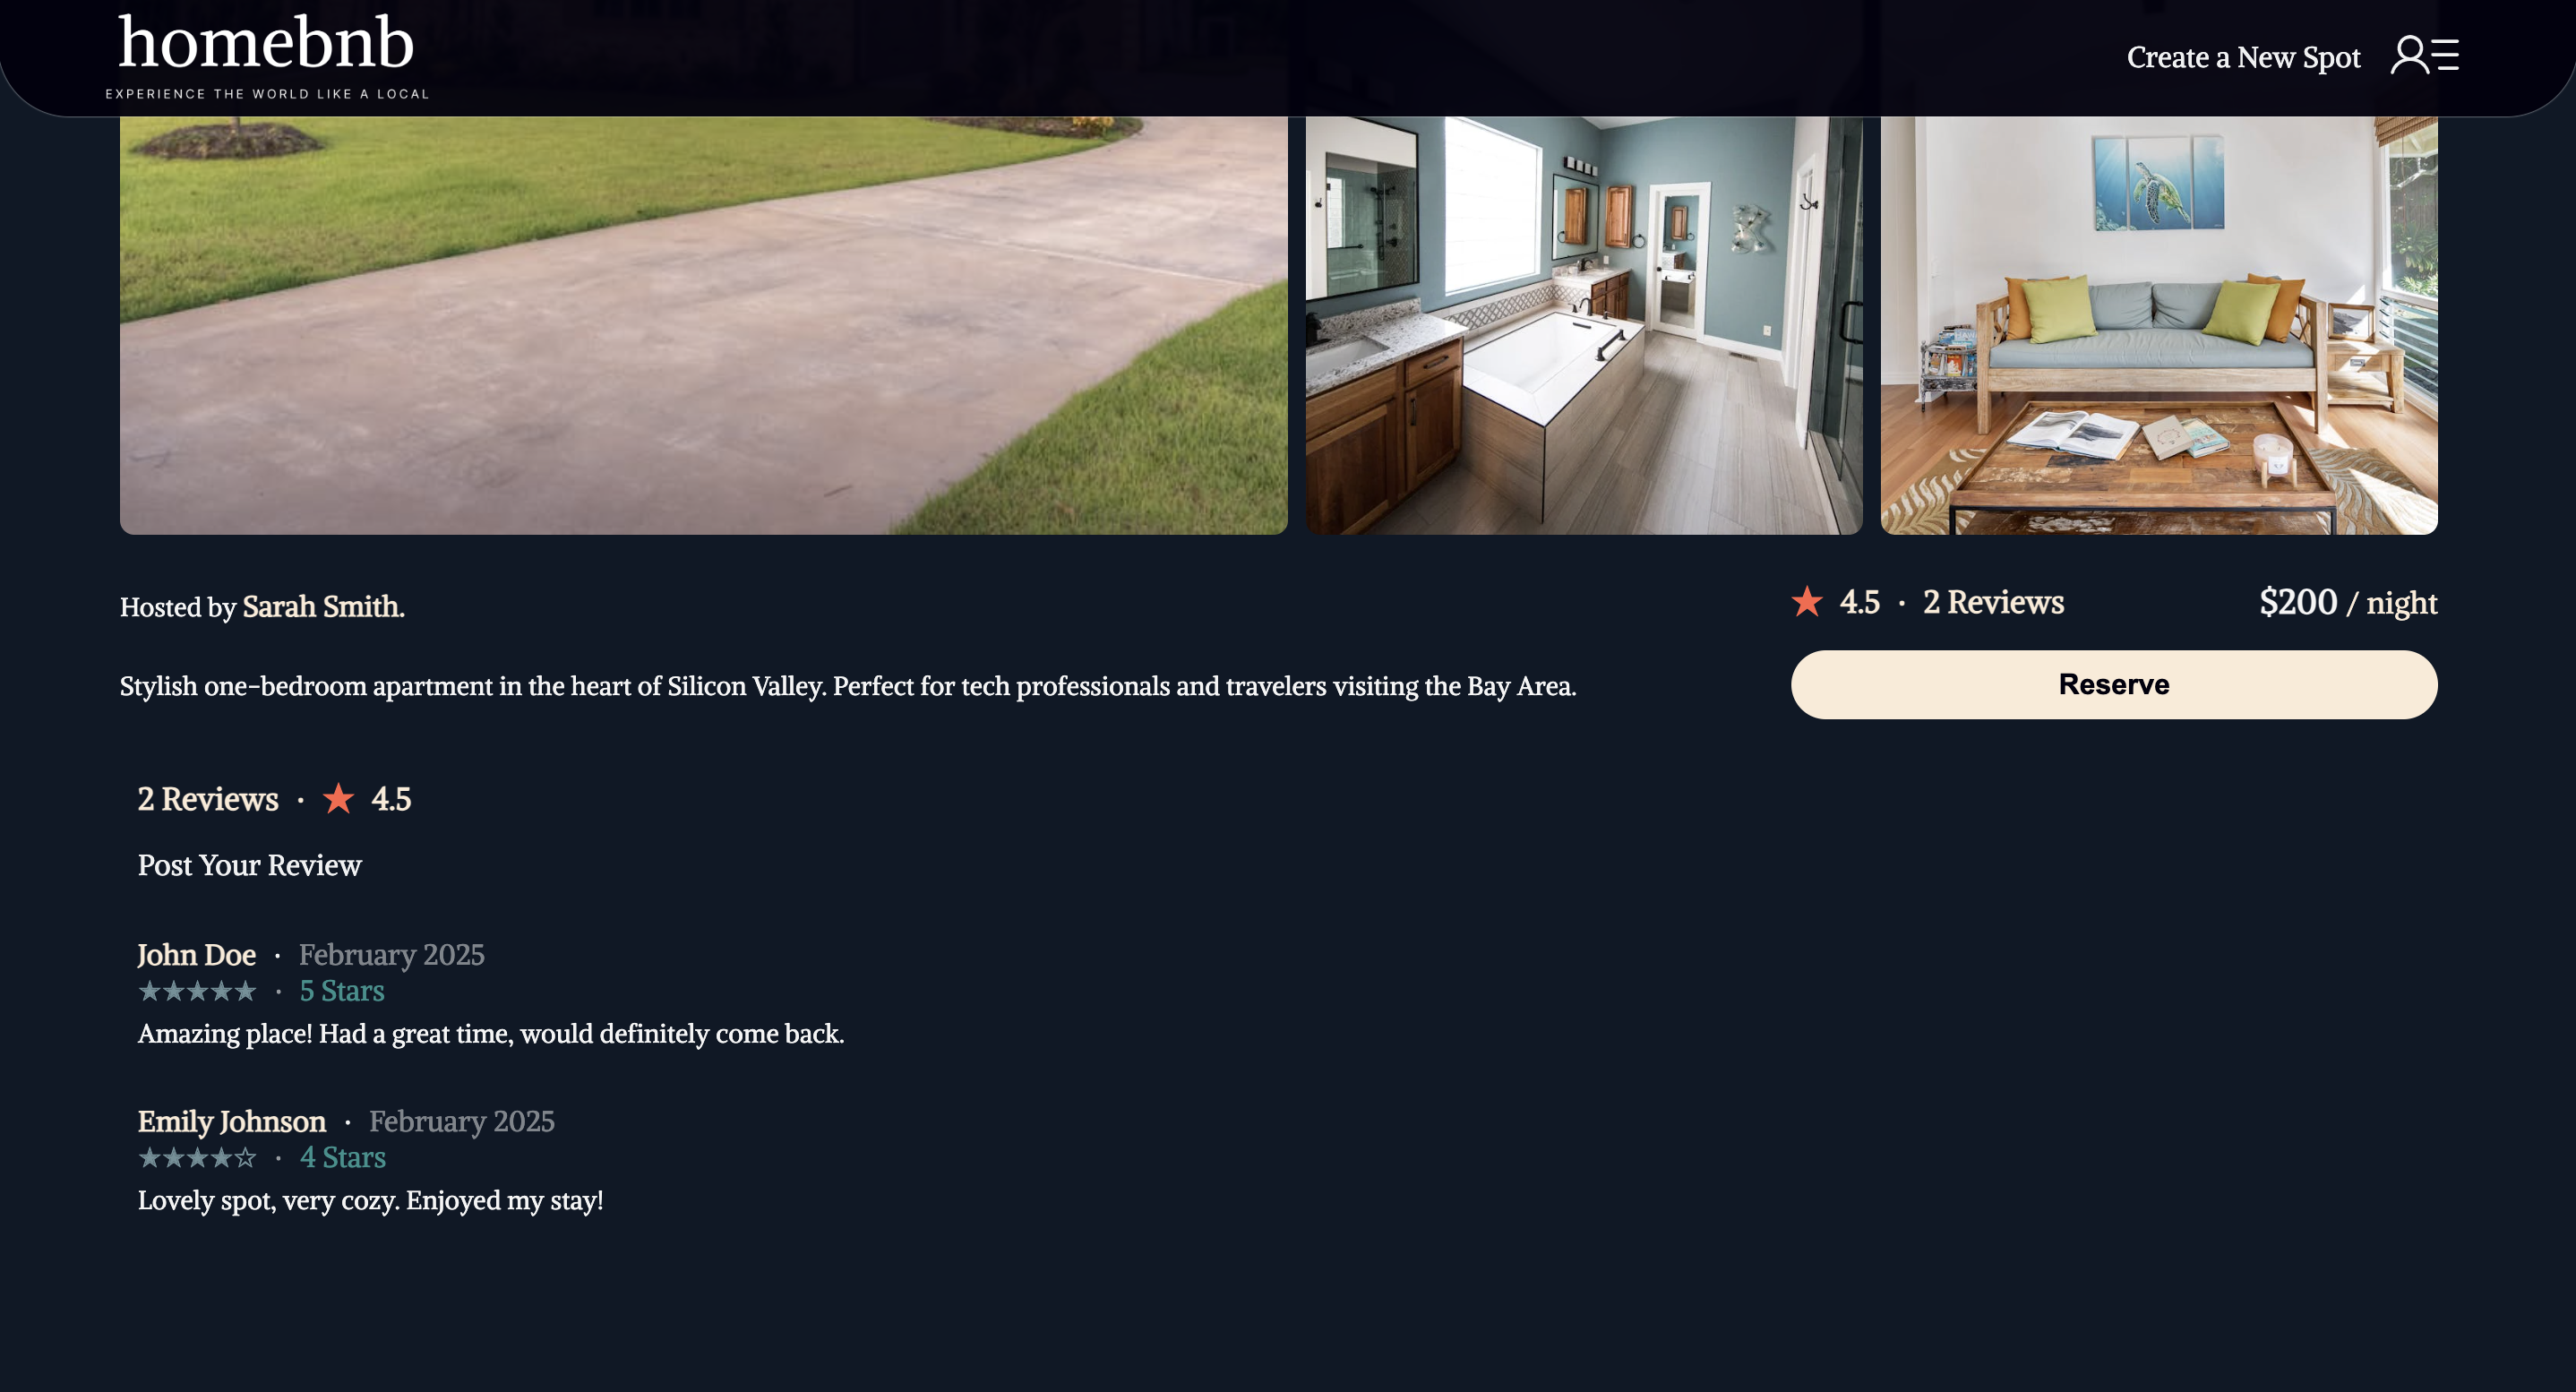 homebnb
EXPERIENCE THE WORLD LIKE A LOCAL
Create a New Spot
Hosted by Sarah Smith.
★ 4.5 · 2 Reviews
$200 / night
Stylish one-bedroom apartment in the heart of Silicon Valley. Perfect for tech professionals and travelers visiting the Bay Area.
Reserve
2 Reviews · ★ 4.5
Post Your Review
John Doe · February 2025
★★★★★ · 5 Stars
Amazing place! Had a great time, would definitely come back.
Emily Johnson · February 2025
★★★★☆ · 4 Stars
Lovely spot, very cozy. Enjoyed my stay!